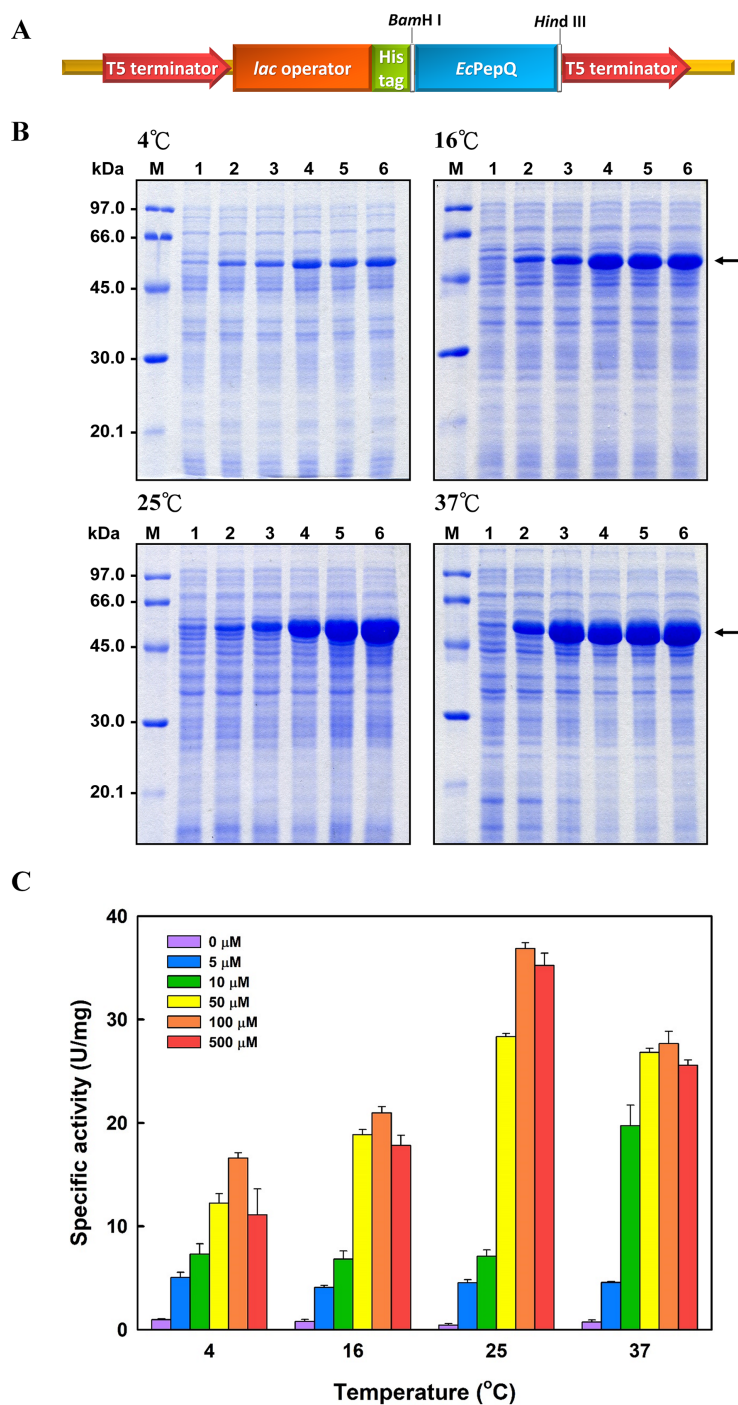 A
BamH I
Hind III
T5 terminator
lac operator
His tag
EcPepQ
T5 terminator
B
4℃
16℃
kDa
M 1 2 3 4 5 6
M 1 2 3 4 5 6
97.0
66.0
45.0
30.0
20.1
25℃
37℃
kDa
M 1 2 3 4 5 6
M 1 2 3 4 5 6
97.0
66.0
45.0
30.0
20.1
C
40
30
20
10
0
Specific activity (U/mg)
0 μM
5 μM
10 μM
50 μM
100 μM
500 μM
4 16 25 37
Temperature (°C)